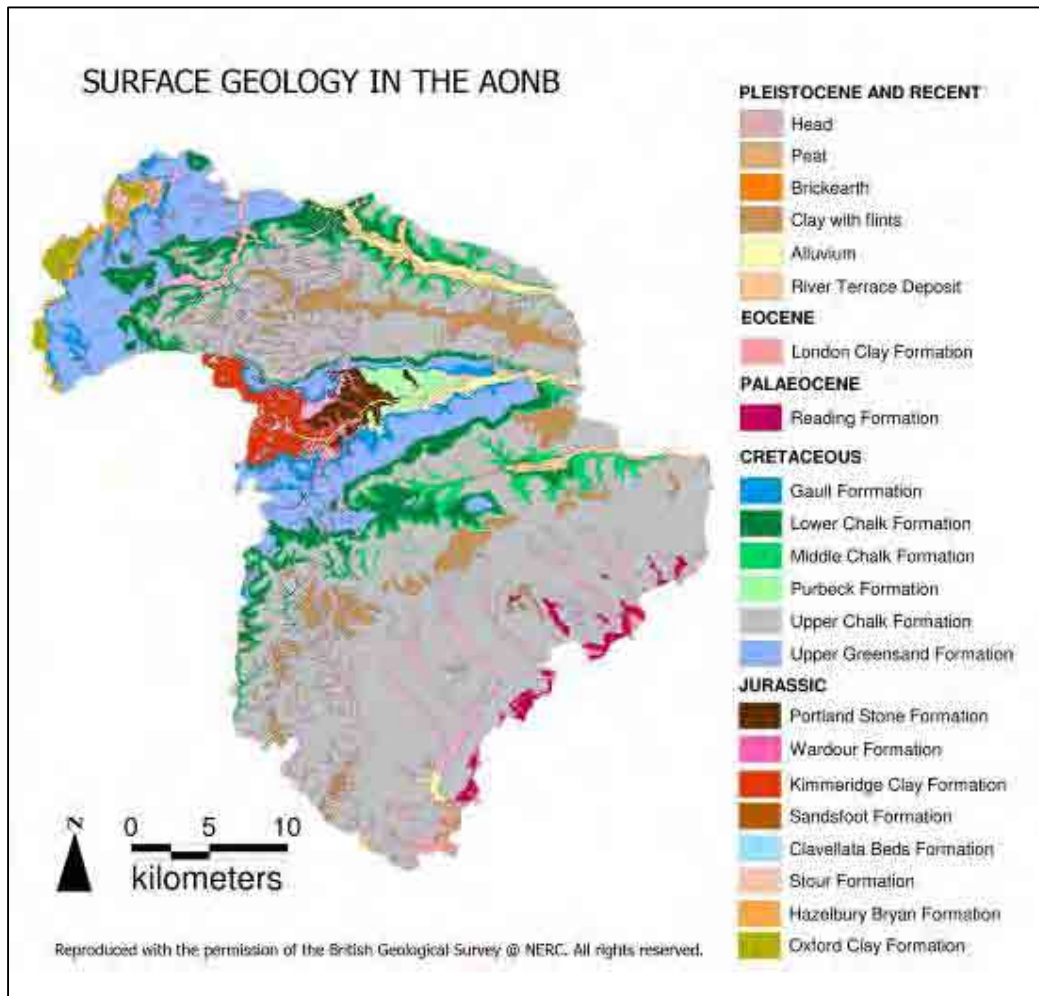 SURFACE GEOLOGY IN THE AONB
PLEISTOCENE AND RECENT
Head
Peat
Brickearth
Clay with flints
Alluvium
River Terrace Deposit
EOCENE
London Clay Formation
PALAEOCENE
Reading Formation
CRETACEOUS
Gault Forrmation
Lower Chalk Formation
Middle Chalk Formation
Purbeck Formation
Upper Chalk Formation
Upper Greensand Formation
JURASSIC
Portland Stone Formation
Wardour Formation
Kimmeridge Clay Formation
Sandsfoot Formation
Clavellata Beds Formation
Stour Formation
Hazelbury Bryan Formation
Oxford Clay Formation
N
0 5 10
kilometers
Reproduced with the permission of the British Geological Survey @ NERC. All rights reserved.